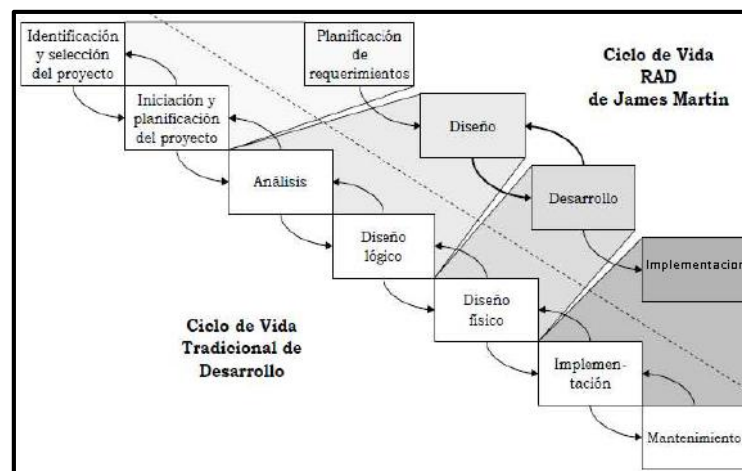 Identificación
y selección
del proyecto
Planificación
de
requerimientos
Ciclo de Vida
RAD
de James Martin
Iniciación y
planificación
del proyecto
Diseño
Análisis
Desarrollo
Diseño
lógico
Implementacion
Diseño
físico
Ciclo de Vida
Tradicional de
Desarrollo
Implemen-
tación
Mantenimiento